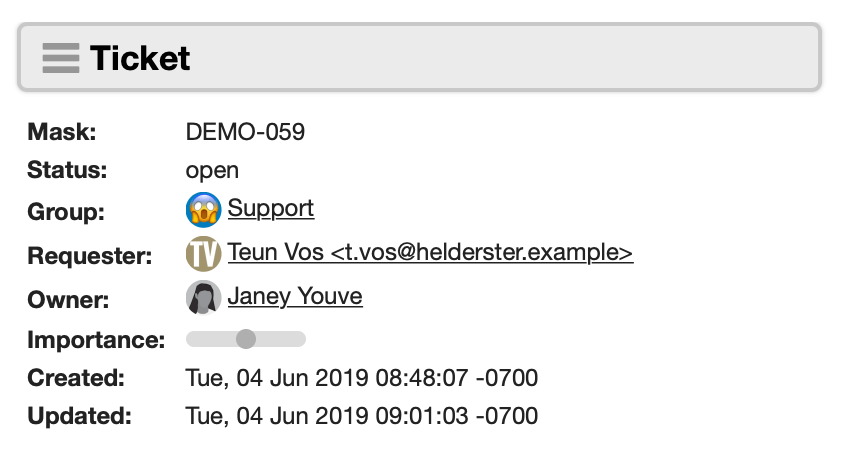 Ticket
Mask: DEMO-059
Status: open
Group: Support
Requester: TV Teun Vos <t.vos@helderster.example>
Owner: Janey Youve
Importance:
Created: Tue, 04 Jun 2019 08:48:07 -0700
Updated: Tue, 04 Jun 2019 09:01:03 -0700